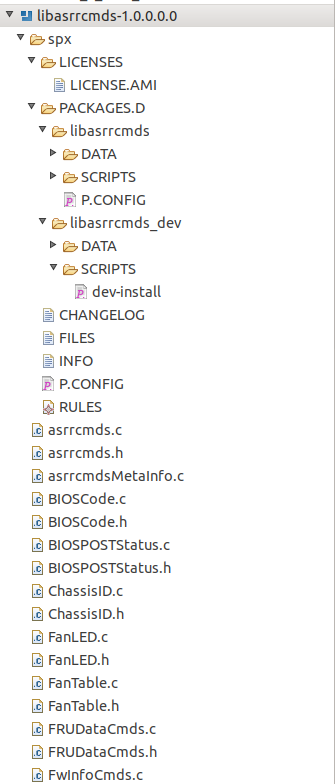 libasrrcmds-1.0.0.0.0
spx
LICENSES
LICENSE.AMI
PACKAGES.D
libasrrcmds
DATA
SCRIPTS
P.CONFIG
libasrrcmds_dev
DATA
SCRIPTS
dev-install
CHANGELOG
FILES
INFO
P.CONFIG
RULES
asrrcmds.c
asrrcmds.h
asrrcmdsMetaInfo.c
BIOSCode.c
BIOSCode.h
BIOSPOSTStatus.c
BIOSPOSTStatus.h
ChassisID.c
ChassisID.h
FanLED.c
FanLED.h
FanTable.c
FanTable.h
FRUDataCmds.c
FRUDataCmds.h
FwInfoCmds.c